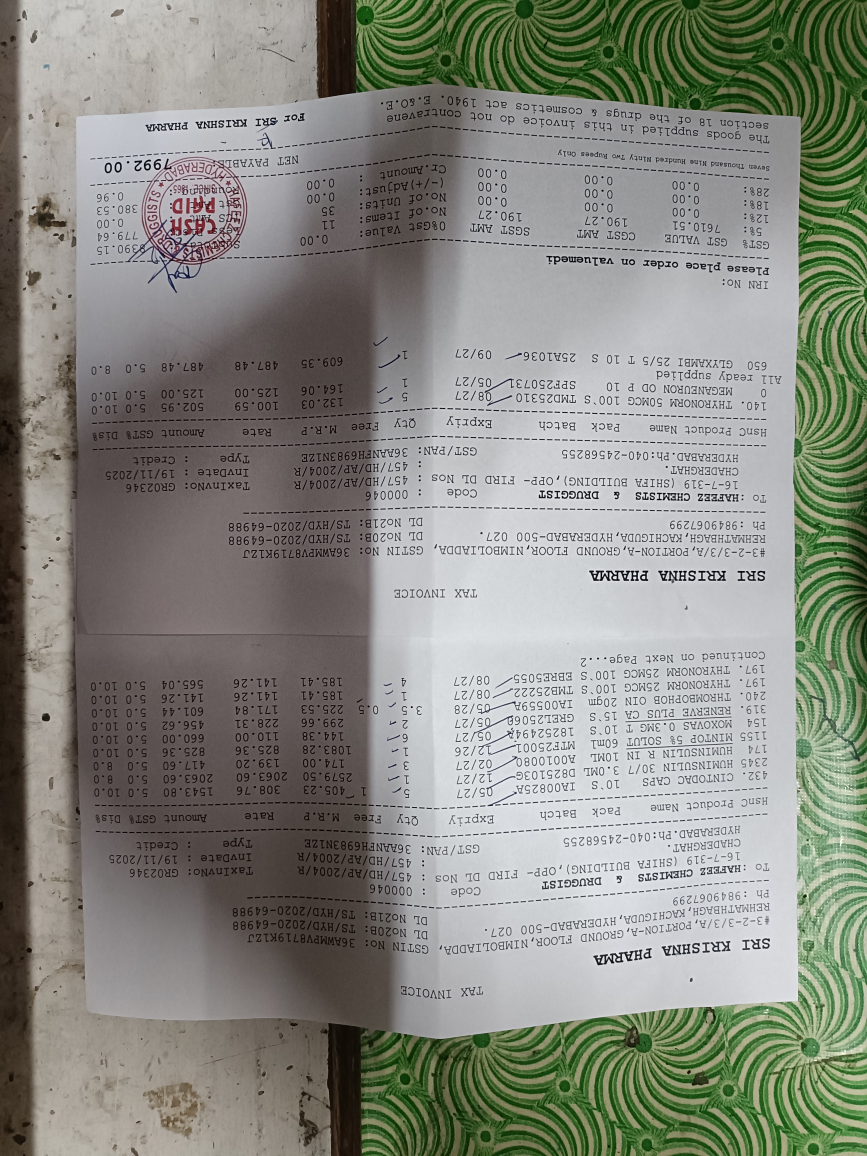 TAX INVOICE
SRI KRISHNA PHARMA
#3-2-3/3/A, PORTION-A, GROUND FLOOR, NIMBOLIADDA, GSTIN No: 36AWMPV8719K1ZJ
REHMATHBAGH, KACHIGUDA, HYDERABAD-500 027. DL No20B: TS/HYD/2020-64988
Ph :9849067299 DL No21B: TS/HYD/2020-64988
To: HAFEEZ CHEMISTS & DRUGGIST Code : 000046
16-7-319 (SHIFA BUILDING),OPP- FIRD DL Nos : 457/HD/AP/2004/R TaxInvNo: GR02346
CHADERGHAT. : 457/HD/AP/2004/R InvDate : 19/11/2025
HYDERABAD.Ph:040-24568255 GST/PAN: 36AANFH6983N1ZE Type : Credit
HsnC Product Name Pack Batch Expriy Qty Free M.R.P Rate Amount GST% Dis%
432. CINTODAC CAPS 10'S IA00825A 05/27 5 1 405.23 308.76 1543.80 5.0 10.0
2345 HUMINSULIN 30/7 3.0ML D825103E 12/27 1 2579.50 2063.60 2063.60 5.0 8.0
174 HUMINSULIN R IN 10ML A0010080 02/27 3 174.00 139.20 417.60 5.0 8.0
1155 MINTOP 5% SOLUT 60ml MTFZ5001 12/26 1 1083.28 825.36 825.36 5.0 10.0
154 MOXOVAS 0.3MG T 10'S 18252494A 05/27 6 144.38 110.00 660.00 5.0 10.0
319. RENERVE PLUS CA 15'S GREL25060 05/27 2 299.66 228.31 456.62 5.0 10.0
240. THROMBOPHOB OIN 20gm IA00559A 05/28 3.5 0.5 225.53 171.84 601.44 5.0 10.0
197. THYRONORM 25MCG 100'S TMB25222 08/27 1 185.41 141.26 141.26 5.0 10.0
197. THYRONORM 25MCG 100'S EBRE5055 08/27 4 185.41 141.26 565.04 5.0 10.0
Continued on Next Page...2
TAX INVOICE
SRI KRISHNA PHARMA
#3-2-3/3/A, PORTION-A, GROUND FLOOR, NIMBOLIADDA, GSTIN No: 36AWMPV8719K1ZJ
REHMATHBAGH, KACHIGUDA, HYDERABAD-500 027. DL No20B: TS/HYD/2020-64988
Ph :9849067299 DL No21B: TS/HYD/2020-64988
To: HAFEEZ CHEMISTS & DRUGGIST Code : 000046
16-7-319 (SHIFA BUILDING),OPP- FIRD DL Nos : 457/HD/AP/2004/R TaxInvNo: GR02346
CHADERGHAT. : 457/HD/AP/2004/R InvDate : 19/11/2025
HYDERABAD.Ph:040-24568255 GST/PAN: 36AANFH6983N1ZE Type : Credit
HsnC Product Name Pack Batch Expriy Qty Free M.R.P Rate Amount GST% Dis%
140. THYRONORM 50MCG 100'S TMD25310 08/27 5 132.03 100.59 502.95 5.0 10.0
0 MEGANEURON OD P 10 SPF250731 05/27 1 164.06 125.00 125.00 5.0 10.0
All ready supplied
650 GLYXAMBI 25/5 T 10 S 25A1036 09/27 1 609.35 487.48 487.48 5.0 8.0
IRN No:
Please place order on valuemedi
GST% GST VALUE CGST AMT SGST AMT 0%Gst Value : 0.00 8390.15
5%: 7610.51 190.27 190.27 No.of Items: 11 779.64
12%: 0.00 0.00 0.00 No.of Units: 35 0.00
18%: 0.00 0.00 0.00 (-/+)Adjust: 0.00 380.53
28%: 0.00 0.00 0.00 Cr.Amount : 0.00 0.96
HAFEEZ CHEMISTS & DRUGGISTS ★ HYDERABAD ★
CASH
PAID
Seven Thousand Nine Hundred Ninty Two Rupees Only NET PAYABLE: 7992.00
The goods supplied in this invoice do not contravene
section 18 of the drugs & cosmetics act 1940. E.&O.E.
For SRI KRISHNA PHARMA